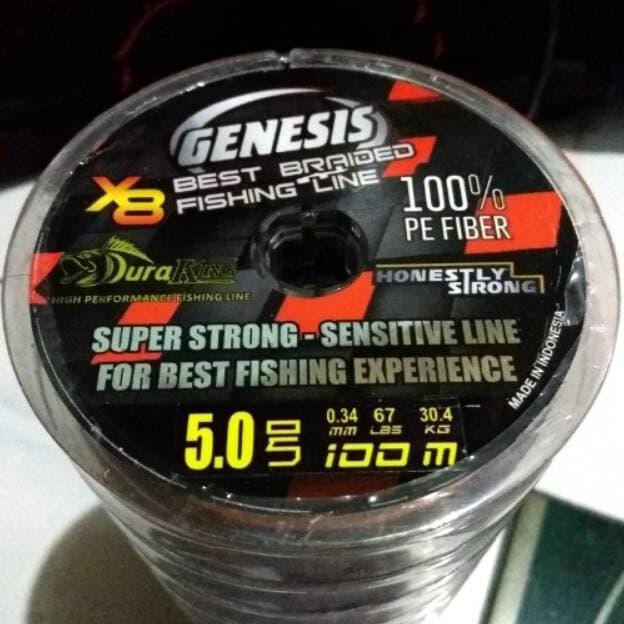 GENESIS
X8
BEST BRAIDED
FISHING LINE
100%
PE FIBER
DuraKing
HIGH PERFORMANCE FISHING LINE
HONESTLY
STRONG
SUPER STRONG - SENSITIVE LINE
FOR BEST FISHING EXPERIENCE
MADE IN INDONESIA
5.0 NO
0.34 MM 67 LBS 30.4 KG
100 m